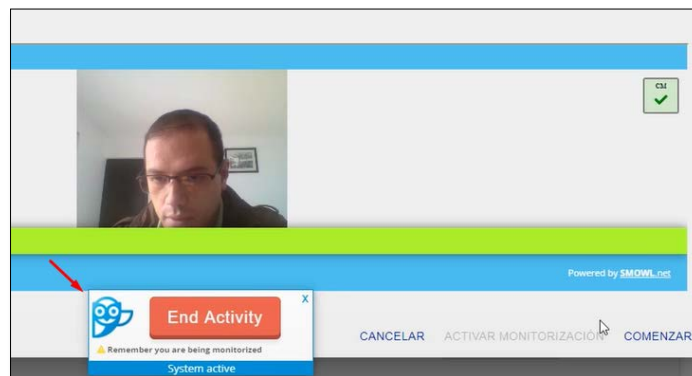 CM
Powered by SMOWL.net
X
End Activity
Remember you are being monitorized
System active
CANCELAR
ACTIVAR MONITORIZACIÓN
COMENZAR